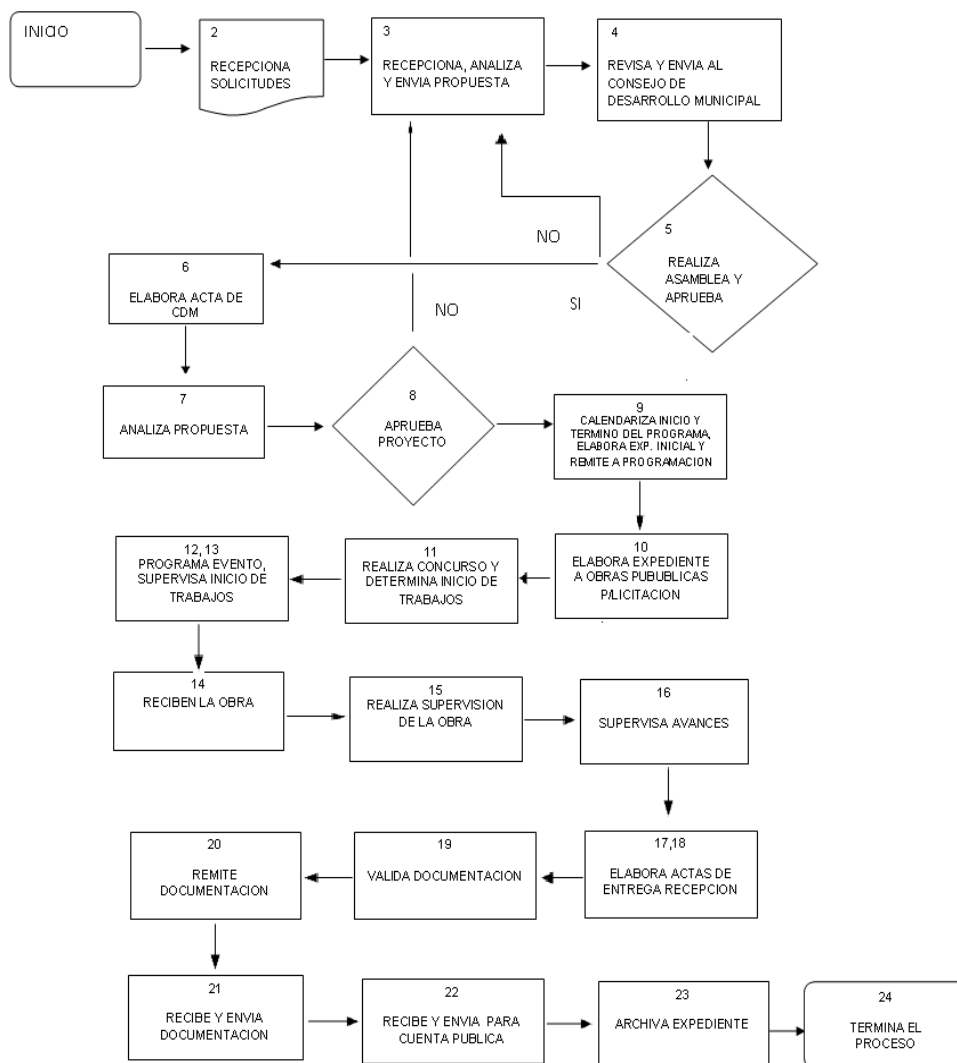 INICIO
2
RECEPCIONA
SOLICITUDES
3
RECEPCIONA, ANALIZA
Y ENVIA PROPUESTA
4
REVISA Y ENVIA AL
CONSEJO DE
DESARROLLO MUNICIPAL
5
REALIZA
ASAMBLEA Y
APRUEBA
NO
SI
6
ELABORA ACTA DE
CDM
NO
7
ANALIZA PROPUESTA
8
APRUEBA
PROYECTO
9
CALENDARIZA INICIO Y
TERMINO DEL PROGRAMA,
ELABORA EXP. INICIAL Y
REMITE A PROGRAMACION
10
ELABORA EXPEDIENTE
A OBRAS PUBUBLICAS
P/LICITACION
11
REALIZA CONCURSO Y
DETERMINA INICIO DE
TRABAJOS
12,13
PROGRAMA EVENTO,
SUPERVISA INICIO DE
TRABAJOS
14
RECIBEN LA OBRA
15
REALIZA SUPERVISION
DE LA OBRA
16
SUPERVISA AVANCES
17,18
ELABORA ACTAS DE
ENTREGA RECEPCION
19
VALIDA DOCUMENTACION
20
REMITE
DOCUMENTACION
21
RECIBE Y ENVIA
DOCUMENTACION
22
RECIBE Y ENVIA PARA
CUENTA PUBLICA
23
ARCHIVA EXPEDIENTE
24
TERMINA EL
PROCESO